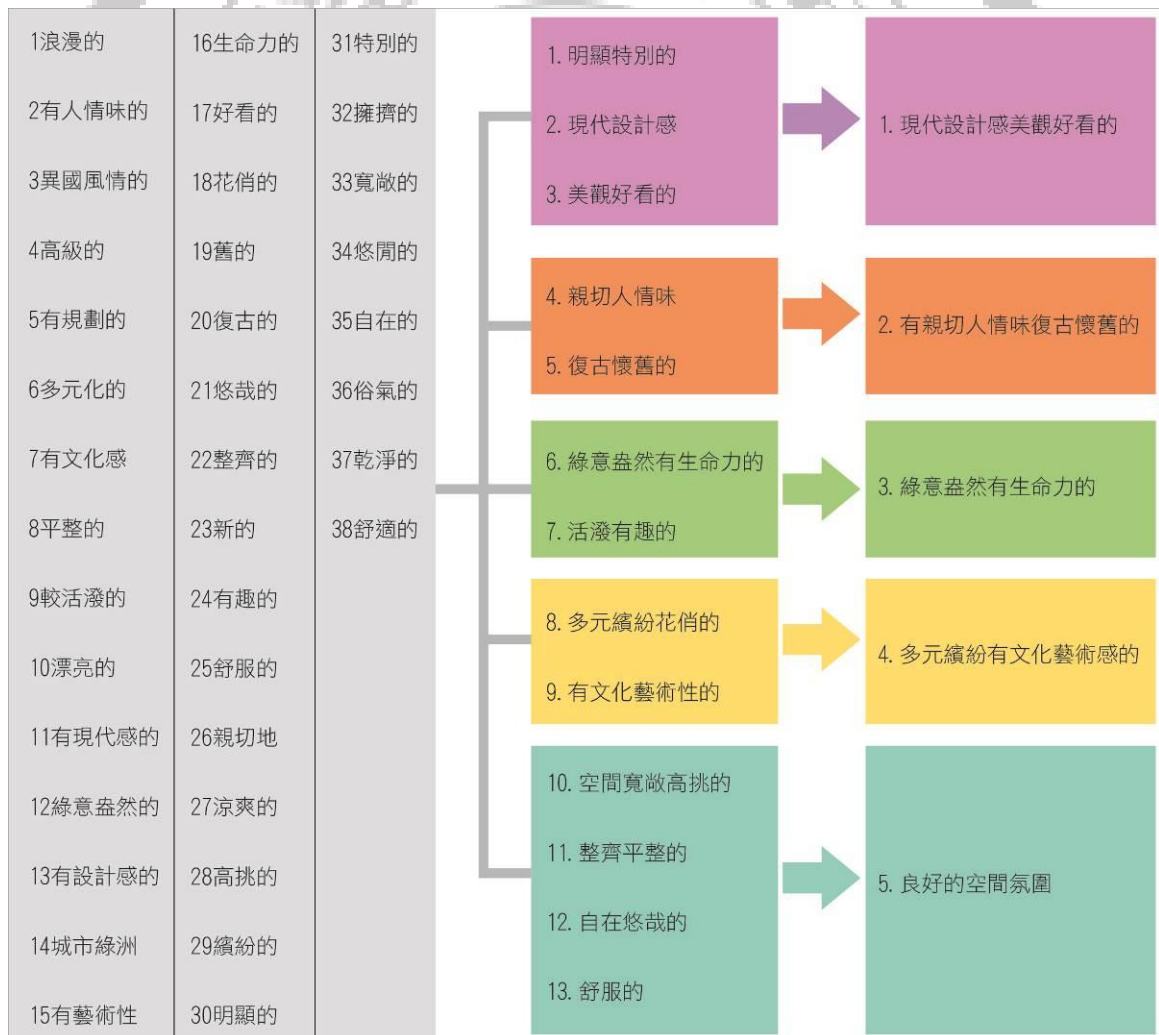 1浪漫的
2有人情味的
3異國風情的
4高級的
5有規劃的
6多元化的
7有文化感
8平整的
9較活潑的
10漂亮的
11有現代感的
12綠意盎然的
13有設計感的
14城市綠洲
15有藝術性
16生命力的
17好看的
18花俏的
19舊的
20復古的
21悠哉的
22整齊的
23新的
24有趣的
25舒服的
26親切地
27涼爽的
28高挑的
29繽紛的
30明顯的
31特別的
32擁擠的
33寬敞的
34悠閒的
35自在的
36俗氣的
37乾淨的
38舒適的
1. 明顯特別的
2. 現代設計感
3. 美觀好看的
4. 親切人情味
5. 復古懷舊的
6. 綠意盎然有生命力的
7. 活潑有趣的
8. 多元繽紛花俏的
9. 有文化藝術性的
10. 空間寬敞高挑的
11. 整齊平整的
12. 自在悠哉的
13. 舒服的
1. 現代設計感美觀好看的
2. 有親切人情味復古懷舊的
3. 綠意盎然有生命力的
4. 多元繽紛有文化藝術感的
5. 良好的空間氛圍